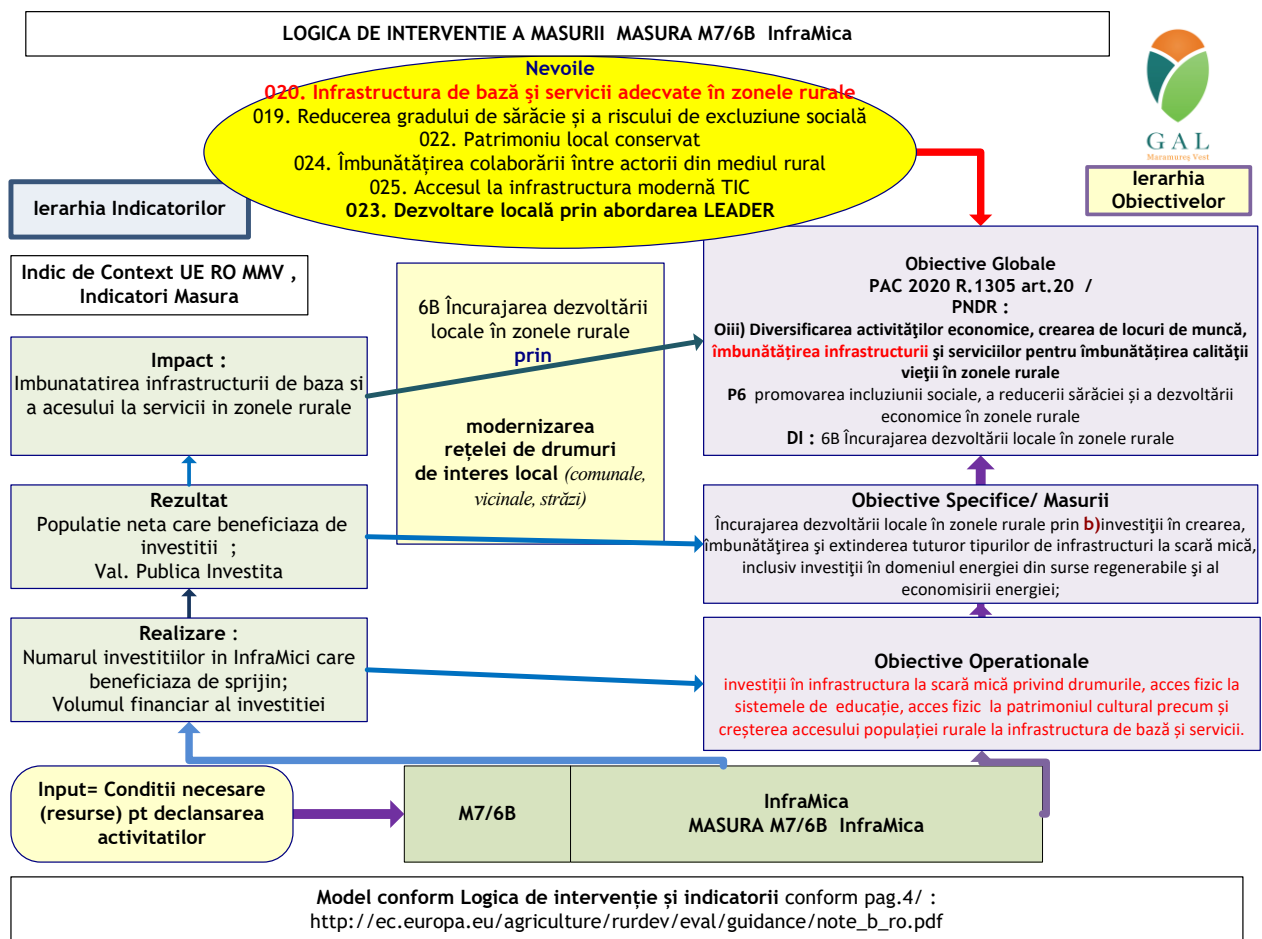 LOGICA DE INTERVENTIE A MASURII MASURA M7/6B InfraMica
Nevoile
020. Infrastructura de bază și servicii adecvate în zonele rurale
019. Reducerea gradului de sărăcie și a riscului de excluziune socială
022. Patrimoniu local conservat
024. Îmbunătățirea colaborării între actorii din mediul rural
025. Accesul la infrastructura modernă TIC
023. Dezvoltare locală prin abordarea LEADER
GAL
Maramureș Vest
Ierarhia Indicatorilor
Ierarhia
Obiectivelor
Indic de Context UE RO MMV ,
Indicatori Masura
6B Încurajarea dezvoltării
locale în zonele rurale
prin
modernizarea
rețelei de drumuri
de interes local (comunale,
vicinale, străzi)
Obiective Globale
PAC 2020 R.1305 art.20 /
PNDR :
Oiii) Diversificarea activităţilor economice, crearea de locuri de muncă,
îmbunătăţirea infrastructurii şi serviciilor pentru îmbunătăţirea calităţii
vieţii în zonele rurale
P6 promovarea incluziunii sociale, a reducerii sărăciei și a dezvoltării
economice în zonele rurale
DI : 6B Încurajarea dezvoltării locale în zonele rurale
Impact :
Imbunatatirea infrastructurii de baza si
a acesului la servicii in zonele rurale
Rezultat
Populatie neta care beneficiaza de
investitii ;
Val. Publica Investita
Obiective Specifice/ Masurii
Încurajarea dezvoltării locale în zonele rurale prin b)investiţii în crearea,
îmbunătăţirea şi extinderea tuturor tipurilor de infrastructuri la scară mică,
inclusiv investiţii în domeniul energiei din surse regenerabile şi al
economisirii energiei;
Realizare :
Numarul investitiilor in InfraMici care
beneficiaza de sprijin;
Volumul financiar al investitiei
Obiective Operationale
investiții în infrastructura la scară mică privind drumurile, acces fizic la
sistemele de educație, acces fizic la patrimoniul cultural precum și
creșterea accesului populației rurale la infrastructura de bază și servicii.
Input= Conditii necesare
(resurse) pt declansarea
activitatilor
M7/6B
InfraMica
MASURA M7/6B InfraMica
Model conform Logica de intervenție și indicatorii conform pag.4/ :
http://ec.europa.eu/agriculture/rurdev/eval/guidance/note_b_ro.pdf